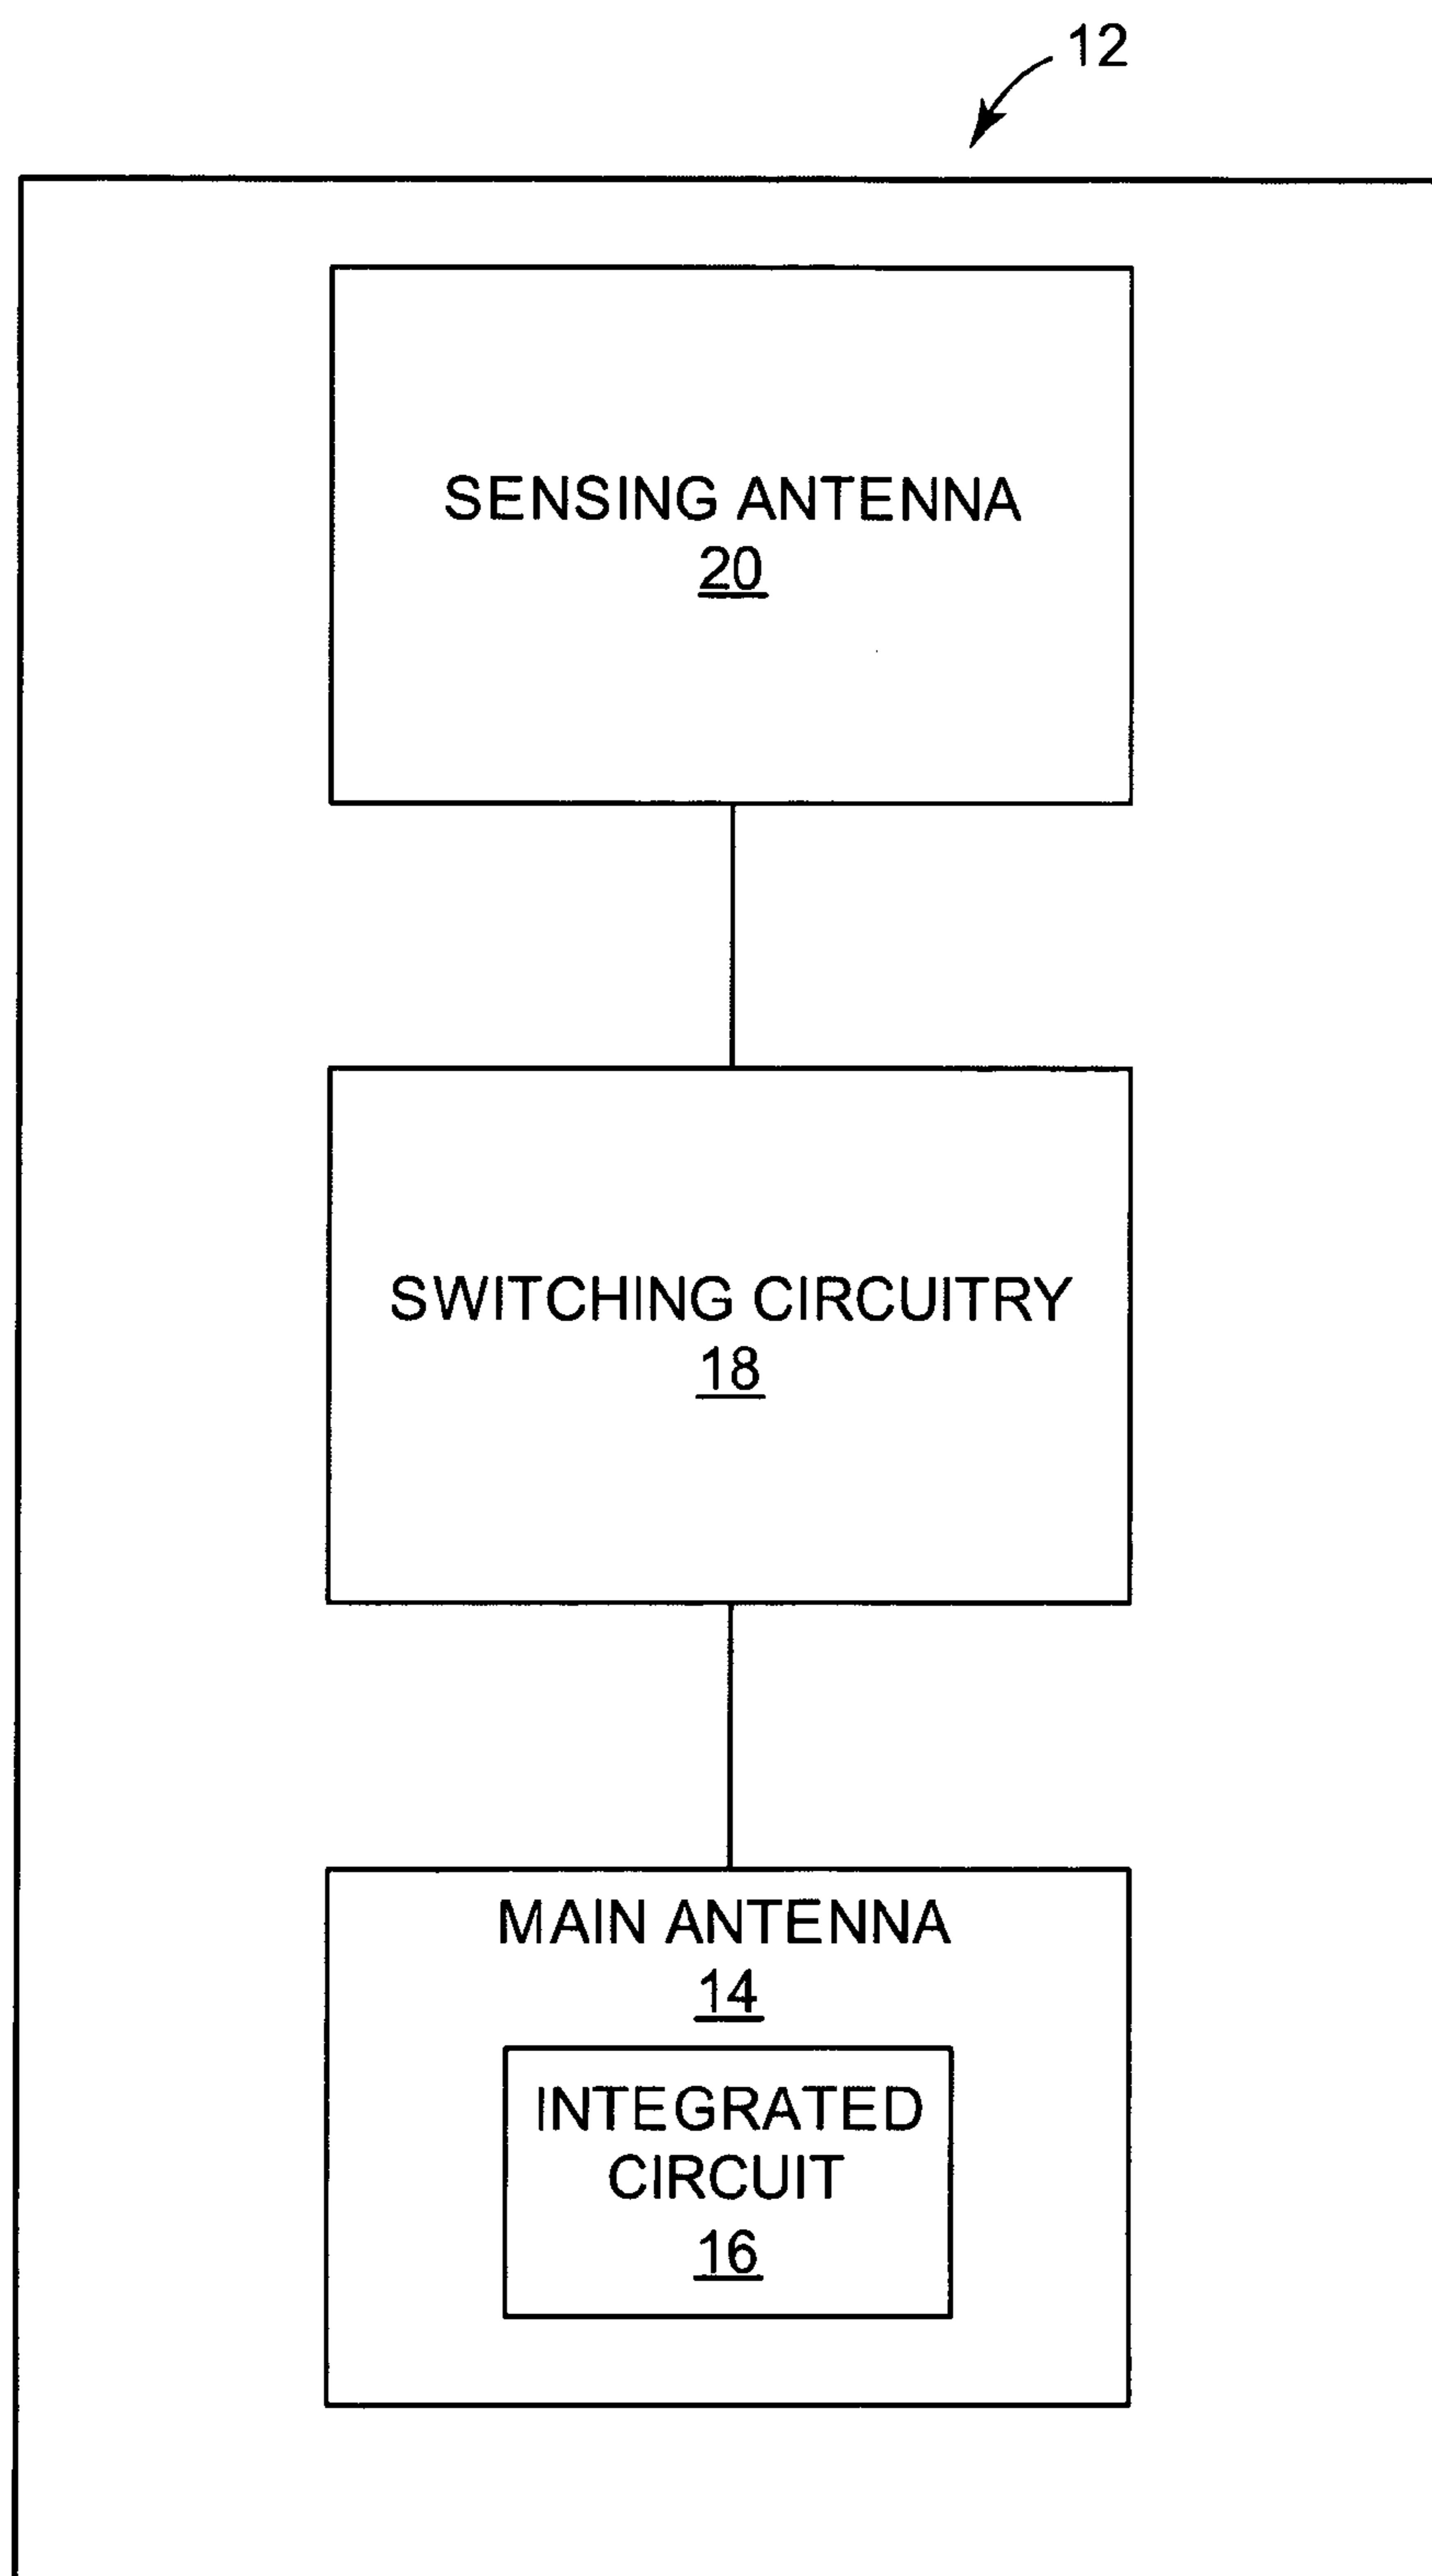 12
SENSING ANTENNA
20
SWITCHING CIRCUITRY
18
MAIN ANTENNA
14
INTEGRATED
CIRCUIT
16